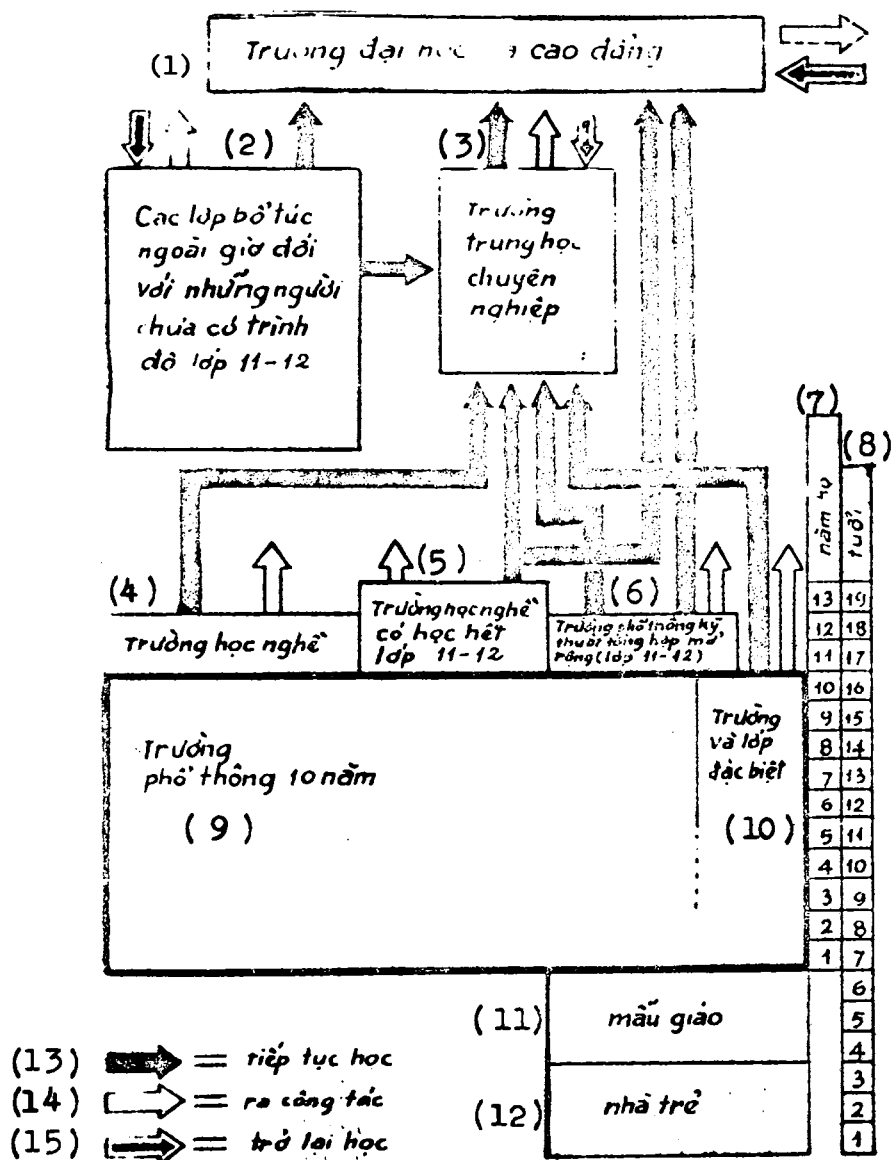 (1)
Trường đại cao đẳng
(2)
(3)
Các lớp bổ túc
ngoài giờ đối
với những người
chưa có trình
độ lớp 11-12
Trường
trung học
chuyên
nghiệp
(7)
(8)
năm
tuổi
(4)
(5)
(6)
Trường học nghề
Trường học nghề
có học hết
lớp 11-12
Trường phổ thông kỹ
thuật tổng hợp mở
rộng (lớp 11-12)
13 19
12 18
11 17
10 16
9 15
8 14
7 13
6 12
5 11
4 10
3 9
2 8
1 7
6
5
4
3
2
1
Trường
phổ thông 10 năm
(9)
Trường
và lớp
đặc biệt
(10)
(11)
mẫu giáo
(12)
nhà trẻ
(13) = tiếp tục học
(14) = ra công tác
(15) = trở lại học